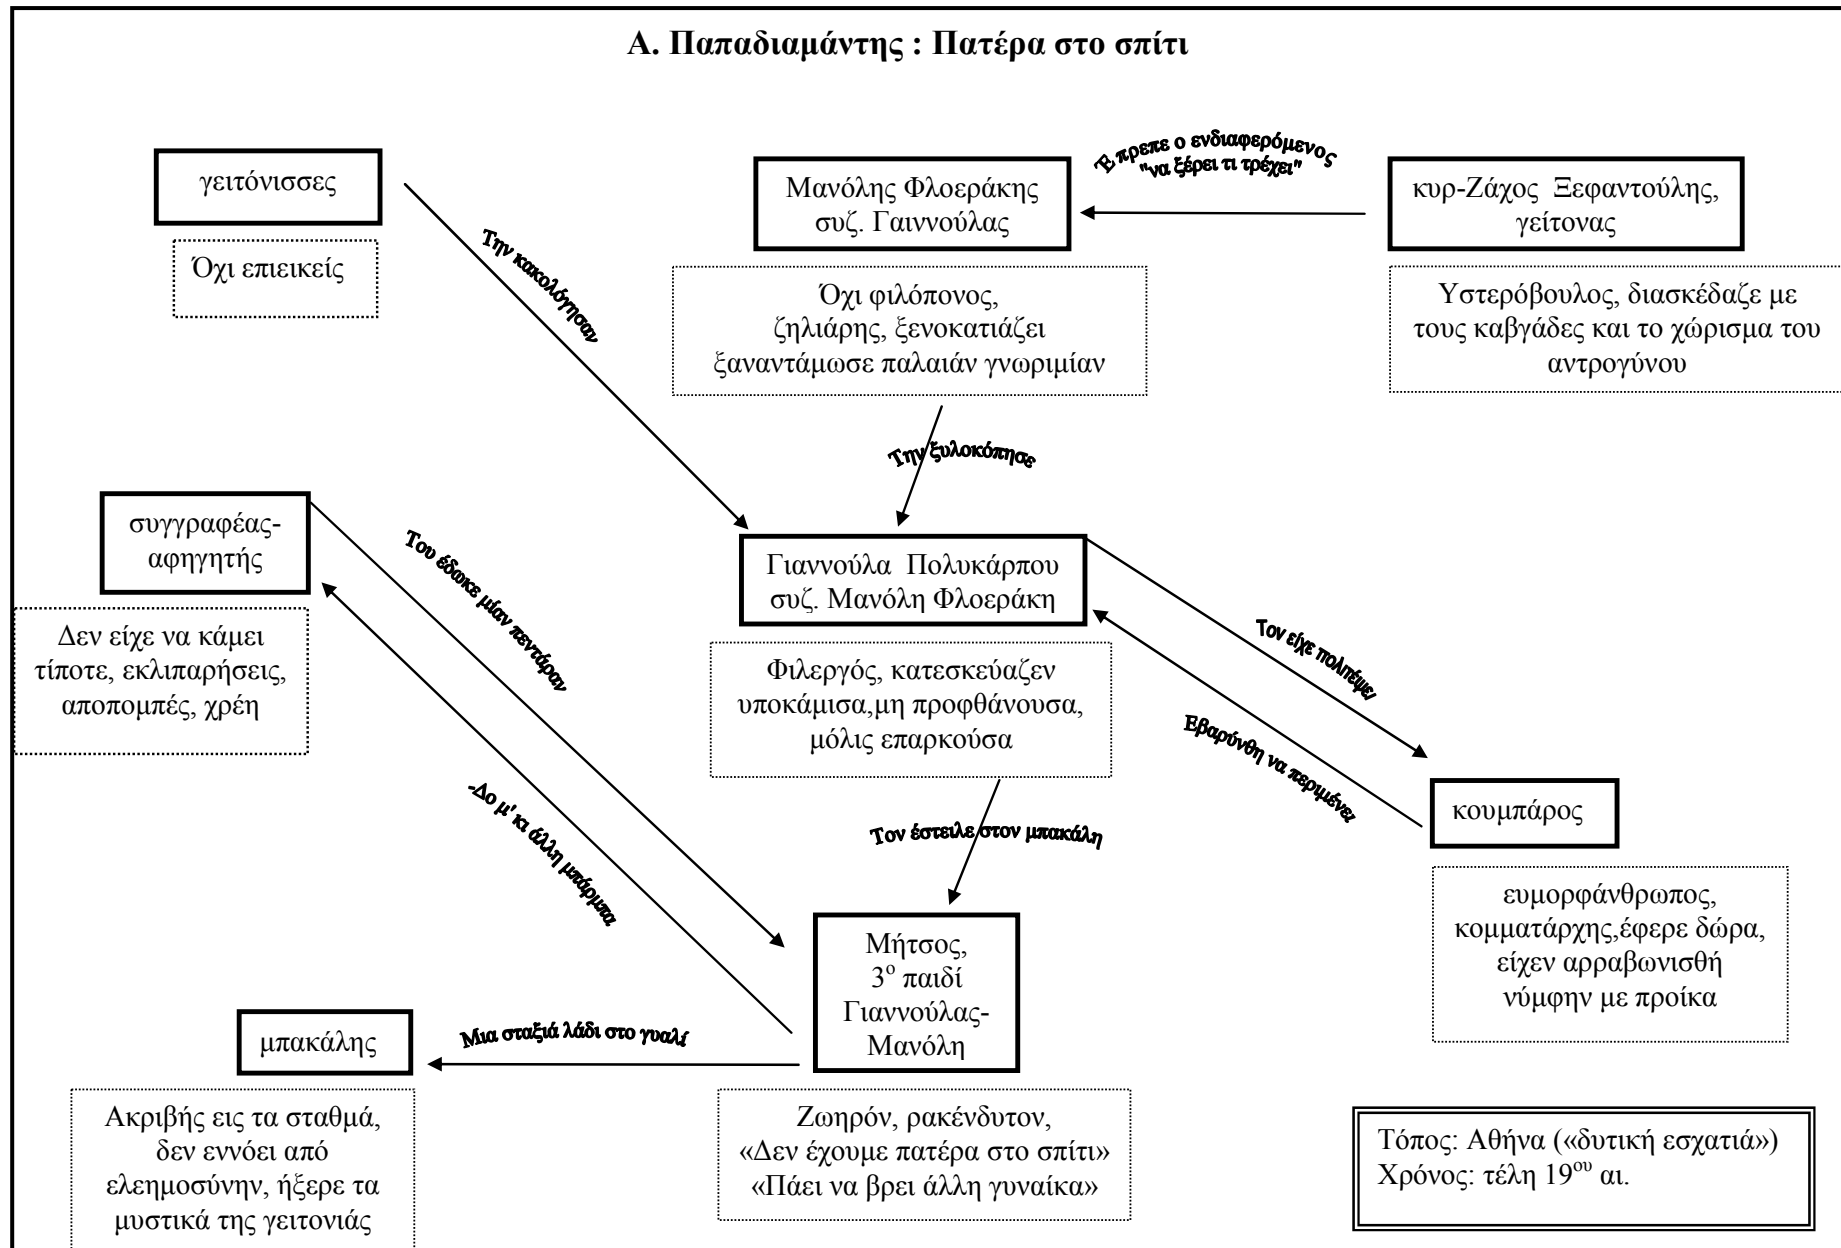 Α. Παπαδιαμάντης : Πατέρα στο σπίτι
γειτόνισσες
Όχι επιεικείς
Την κακολόγησαν
Μανόλης Φλοεράκης
συζ. Γαιννούλας
Όχι φιλόπονος,
ζηλιάρης, ξενοκατιάζει
ξαναντάμωσε παλαιάν γνωριμίαν
Έ πρεπε ο ενδιαφερόμενος
"να ξέρει τι τρέχει"
κυρ-Ζάχος Ξεφαντούλης,
γείτονας
Υστερόβουλος, διασκέδαζε με
τους καβγάδες και το χώρισμα του
αντρογύνου
Την ξυλοκόπησε
συγγραφέας-
αφηγητής
Δεν είχε να κάμει
τίποτε, εκλιπαρήσεις,
αποπομπές, χρέη
Του έδωκε μίαν πεντάραν
-Δο μ' κι άλλη μπάρμπα
Γιαννούλα Πολυκάρπου
συζ. Μανόλη Φλοεράκη
Φιλεργός, κατεσκεύαζεν
υποκάμισα,μη προφθάνουσα,
μόλις επαρκούσα
Τον είχε πολιτέψει
Εβαρύνθη να περιμένει
κουμπάρος
ευμορφάνθρωπος,
κομματάρχης,έφερε δώρα,
είχεν αρραβωνισθή
νύμφην με προίκα
Τον έστειλε στον μπακάλη
Μήτσος,
3ο παιδί
Γιαννούλας-
Μανόλη
Ζωηρόν, ρακένδυτον,
«Δεν έχουμε πατέρα στο σπίτι»
«Πάει να βρει άλλη γυναίκα»
Μια σταξιά λάδι στο γυαλί
μπακάλης
Ακριβής εις τα σταθμά,
δεν εννόει από
ελεημοσύνην, ήξερε τα
μυστικά της γειτονιάς
Τόπος: Αθήνα («δυτική εσχατιά»)
Χρόνος: τέλη 19ου αι.